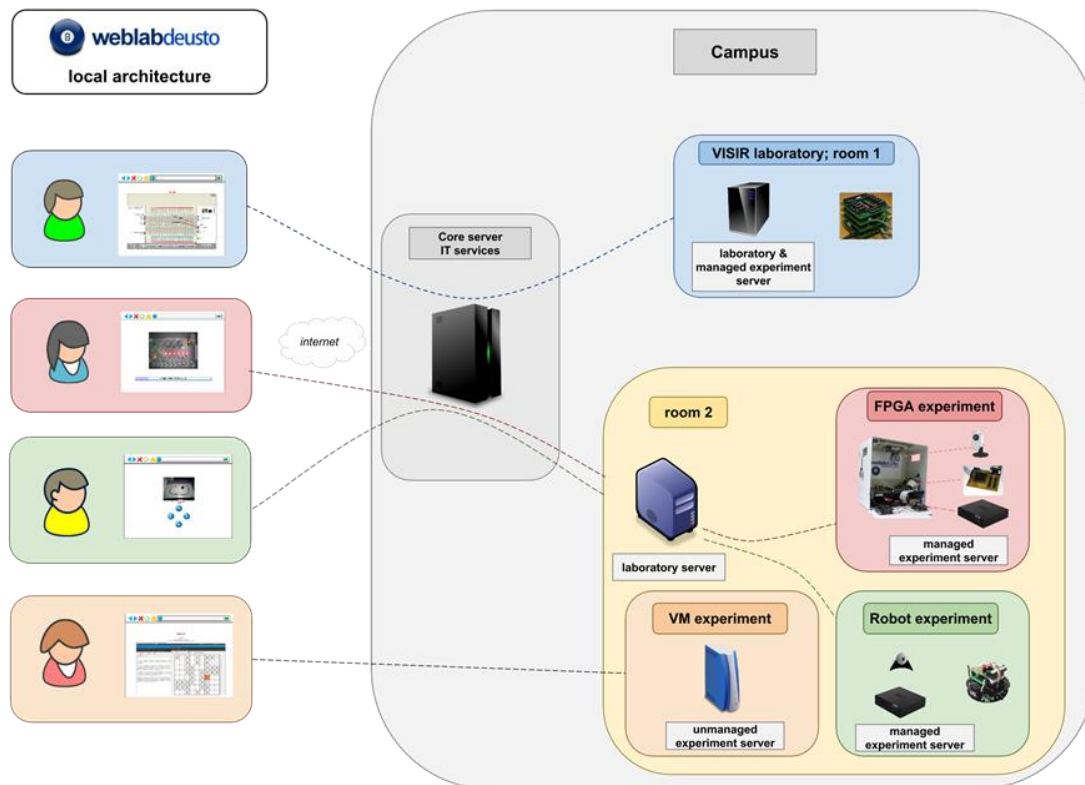 weblabdeusto
local architecture
Campus
VISIR laboratory; room 1
laboratory &
managed experiment
server
Core server
IT services
internet
room 2
FPGA experiment
managed
experiment server
laboratory server
VM experiment
unmanaged
experiment server
Robot experiment
managed
experiment server